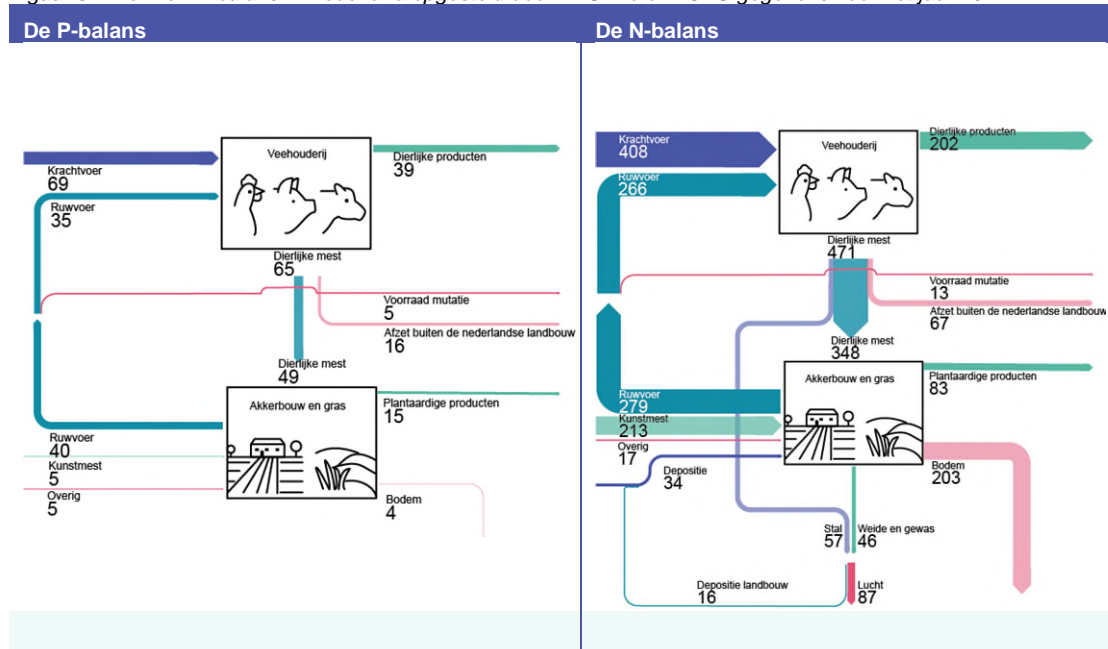 De P-balans
Krachtvoer
69
Ruwvoer
35
Veehouderij
Dierlijke producten
39
Dierlijke mest
65
Voorraad mutatie
5
Afzet buiten de nederlandse landbouw
16
Dierlijke mest
49
Akkerbouw en gras
Plantaardige producten
15
Ruwvoer
40
Kunstmest
5
Overig
5
Bodem
4
De N-balans
Krachtvoer
408
Ruwvoer
266
Veehouderij
Dierlijke producten
202
Dierlijke mest
471
Voorraad mutatie
13
Afzet buiten de nederlandse landbouw
67
Dierlijke mest
348
Akkerbouw en gras
Plantaardige producten
83
Ruwvoer
279
Kunstmest
213
Overig
17
Depositie
34
Bodem
203
Stal
57
Weide en gewas
46
Depositie landbouw
16
Lucht
87